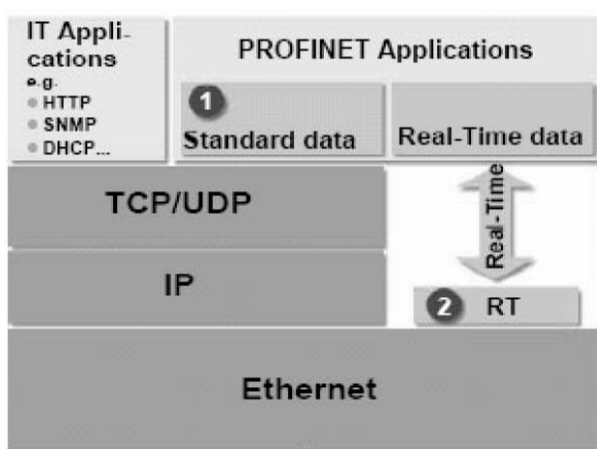 IT Appli-
cations
e.g.
HTTP
SNMP
DHCP...
PROFINET Applications
1
Standard data
Real-Time data
TCP/UDP
Real-Time
IP
2 RT
Ethernet